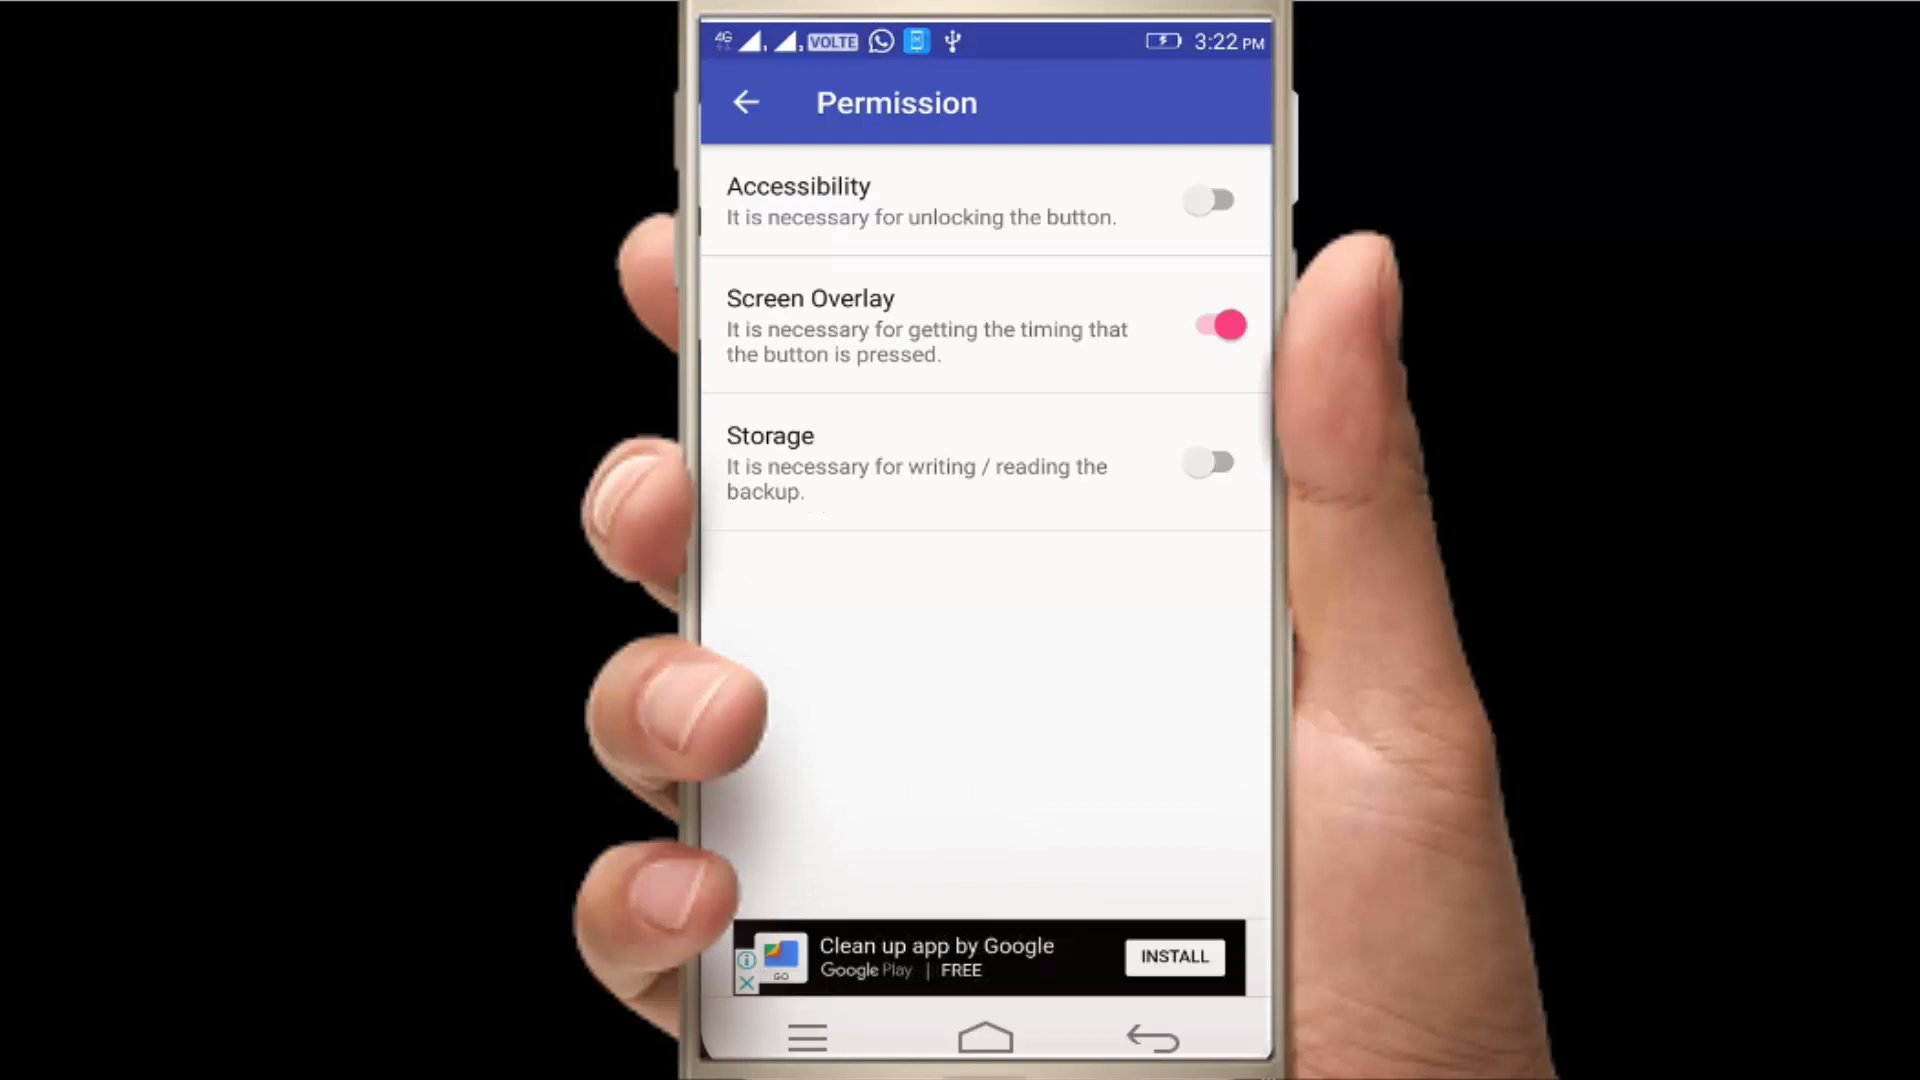 4G VOLTE 3:22 PM
Permission
Accessibility
It is necessary for unlocking the button.
Screen Overlay
It is necessary for getting the timing that
the button is pressed.
Storage
It is necessary for writing / reading the
backup.
Clean up app by Google
Google Play | FREE
INSTALL
GO